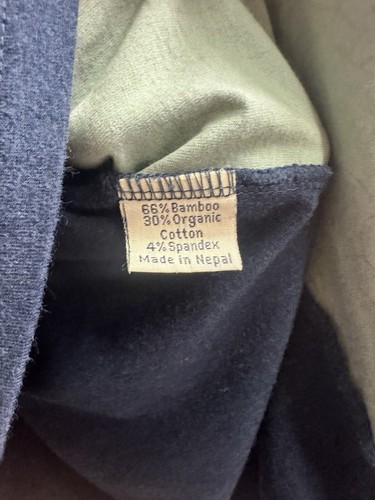 66%Bamboo
30%Organic
Cotton
4%Spandex
Made in Nepal